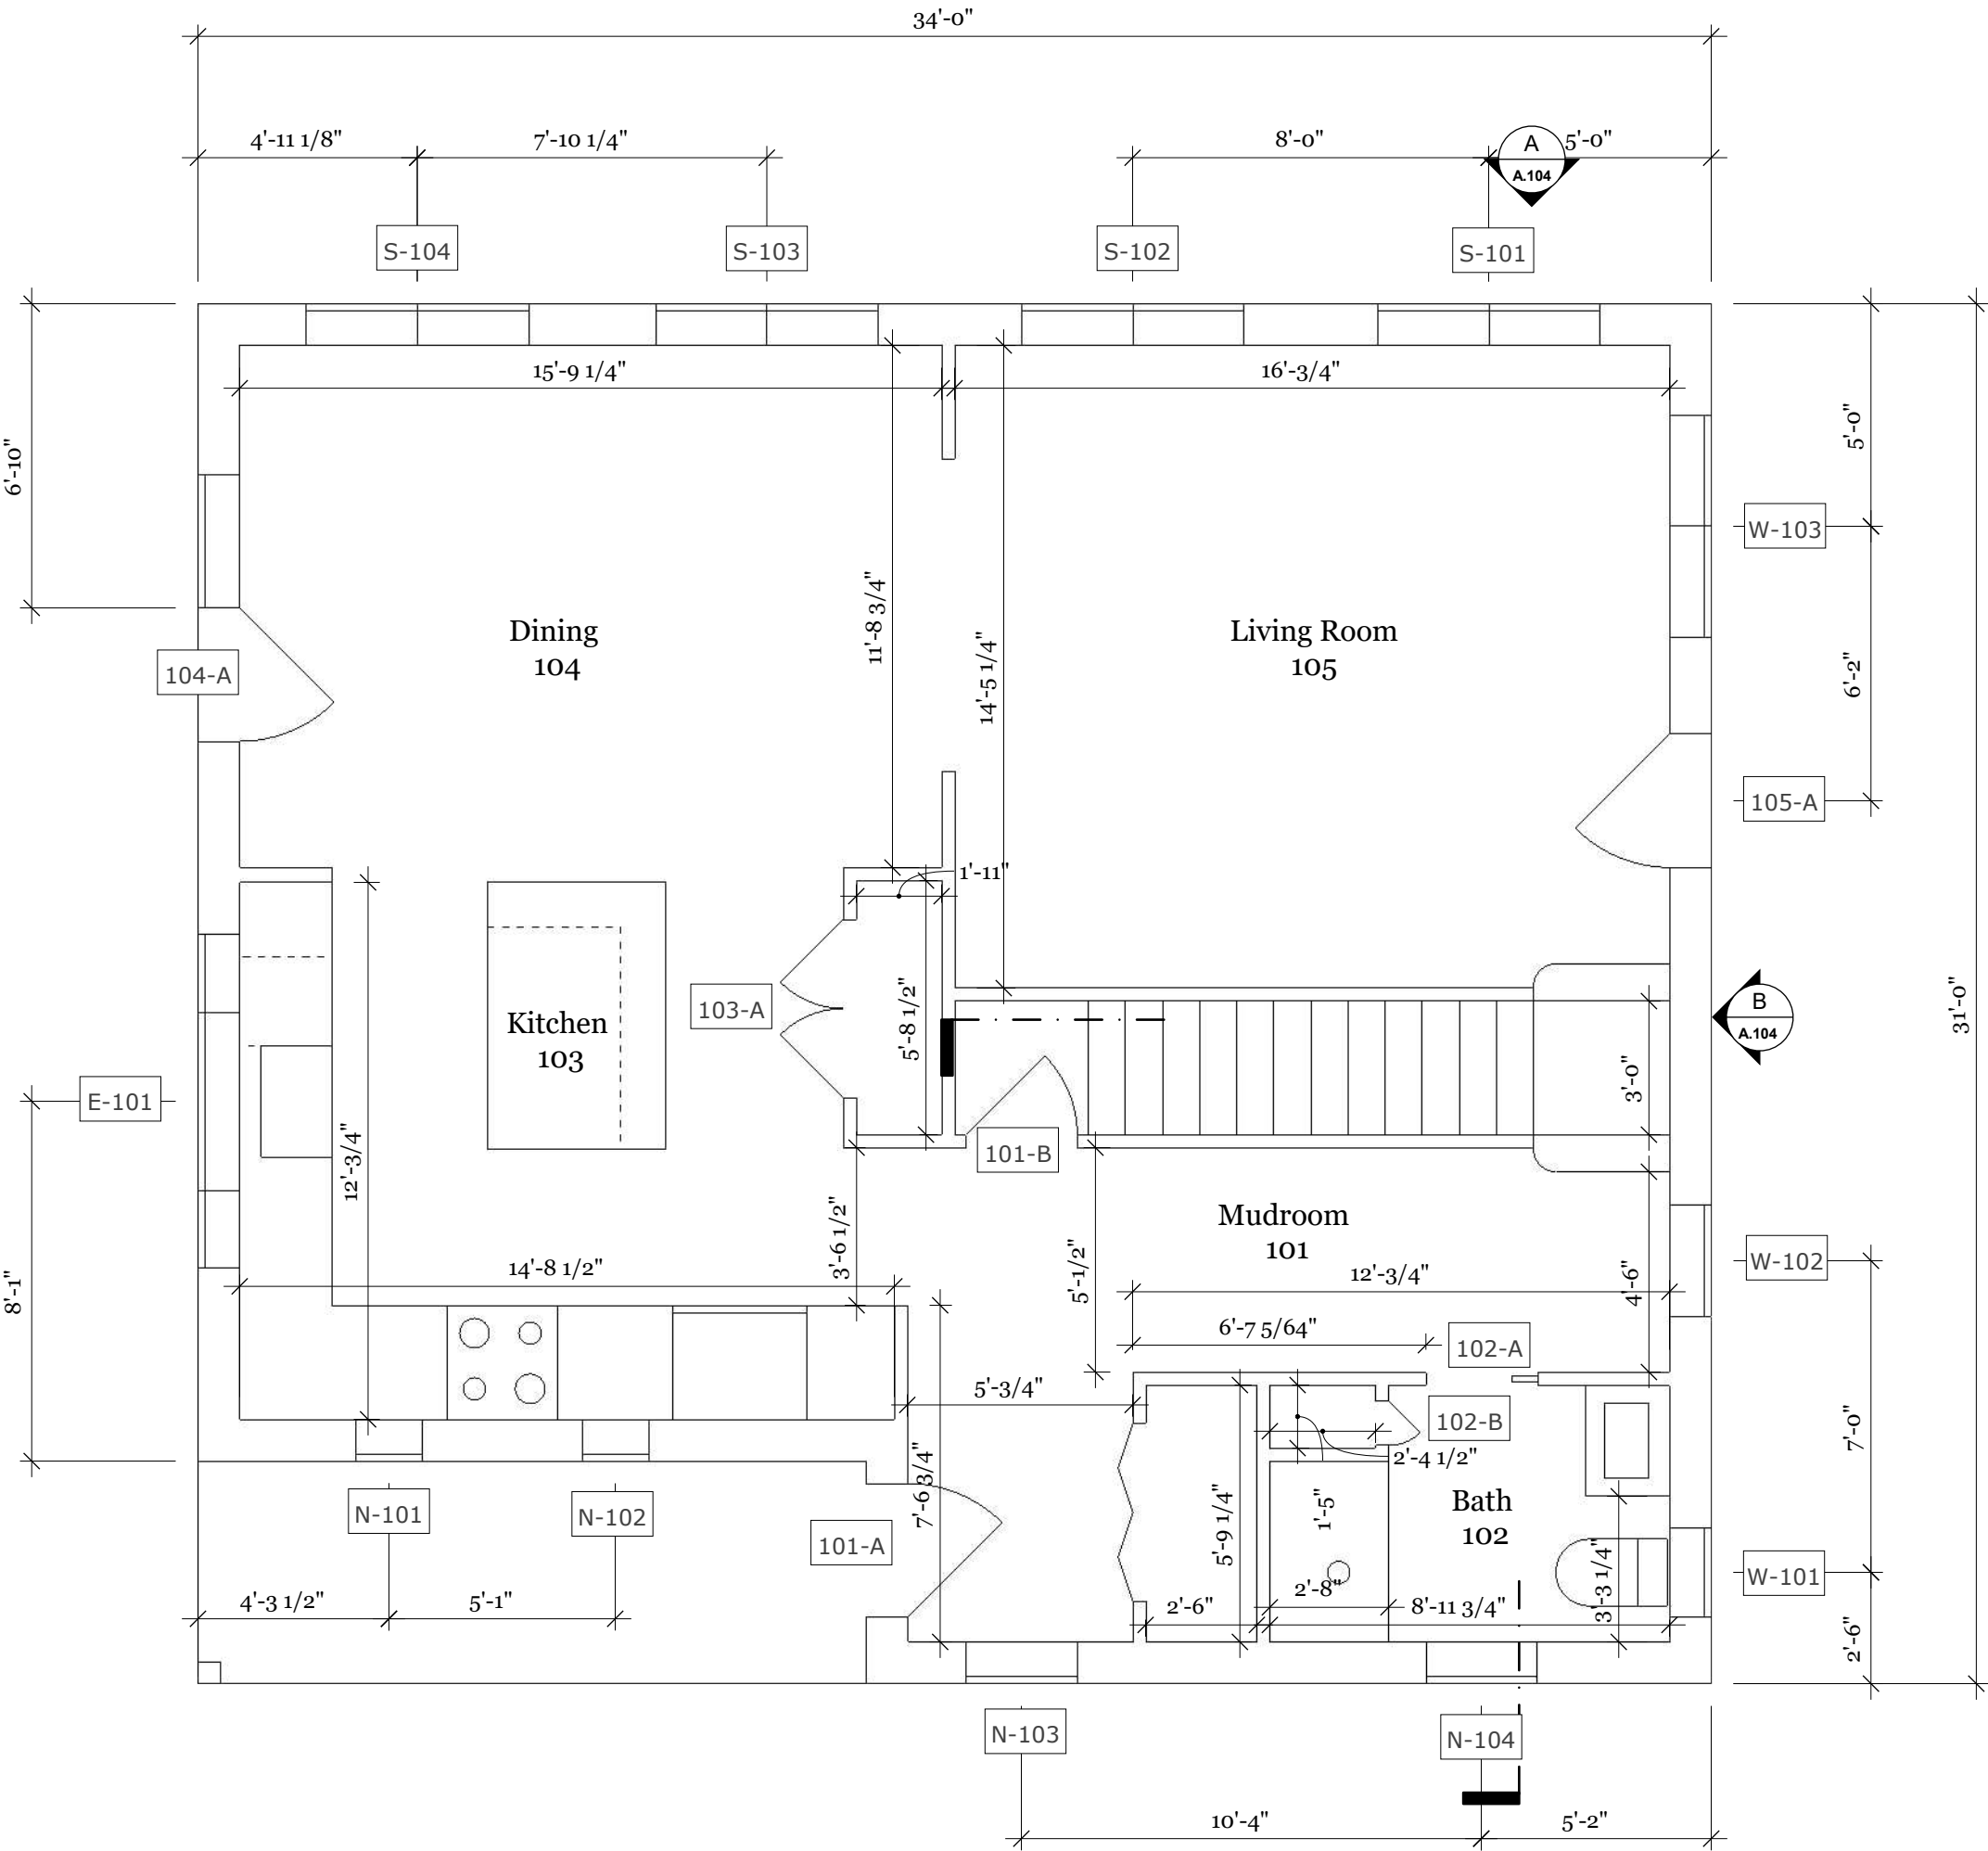 34'-0"
4'-11 1/8"
7'-10 1/4"
8'-0"
A
A.104
5'-0"
S-104
S-103
S-102
S-101
15'-9 1/4"
16'-3/4"
6'-10"
5'-0"
W-103
11'-8 3/4"
14'-5 1/4"
Dining
104
Living Room
105
104-A
6'-2"
105-A
1'-11"
103-A
Kitchen
103
5'-8 1/2"
B
A.104
31'-0"
3'-0"
E-101
12'-3/4"
101-B
3'-6 1/2"
Mudroom
101
5'-1/2"
4'-6"
W-102
8'-1"
14'-8 1/2"
12'-3/4"
6'-7 5/64"
102-A
5'-3/4"
102-B
2'-4 1/2"
7'-0"
7'-6 3/4"
5'-9 1/4"
1'-5"
Bath
102
N-101
N-102
101-A
W-101
3'-3 1/4"
4'-3 1/2"
5'-1"
2'-6"
2'-8"
8'-11 3/4"
2'-6"
N-103
N-104
10'-4"
5'-2"